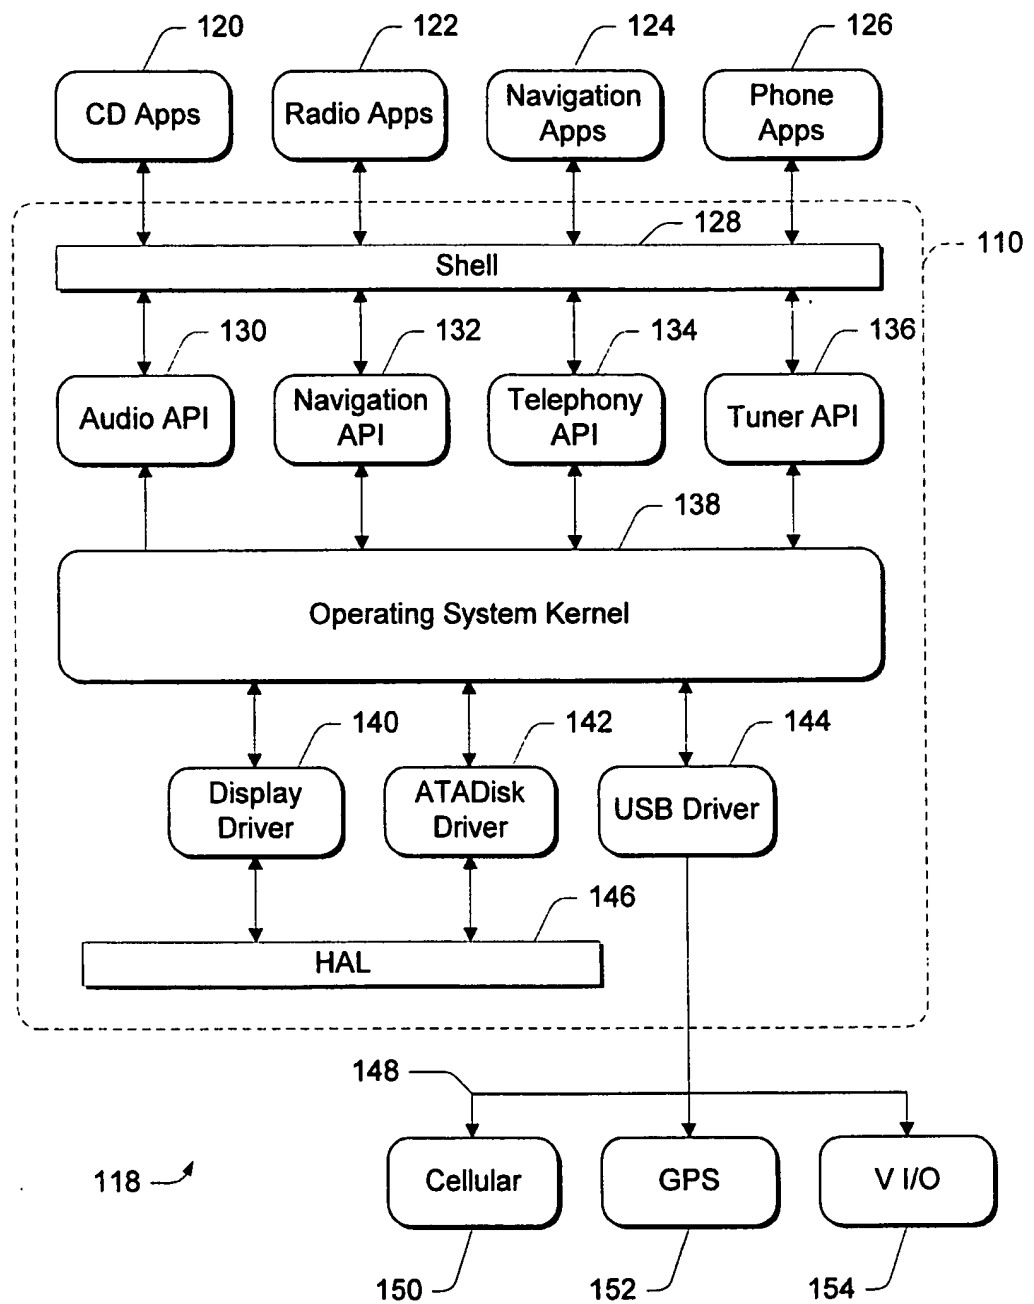 120
122
124
126
CD Apps
Radio Apps
Navigation
Apps
Phone
Apps
128
110
Shell
130
132
134
136
Audio API
Navigation
API
Telephony
API
Tuner API
138
Operating System Kernel
140
142
144
Display
Driver
ATADisk
Driver
USB Driver
146
HAL
148
118
Cellular
GPS
V I/O
150
152
154